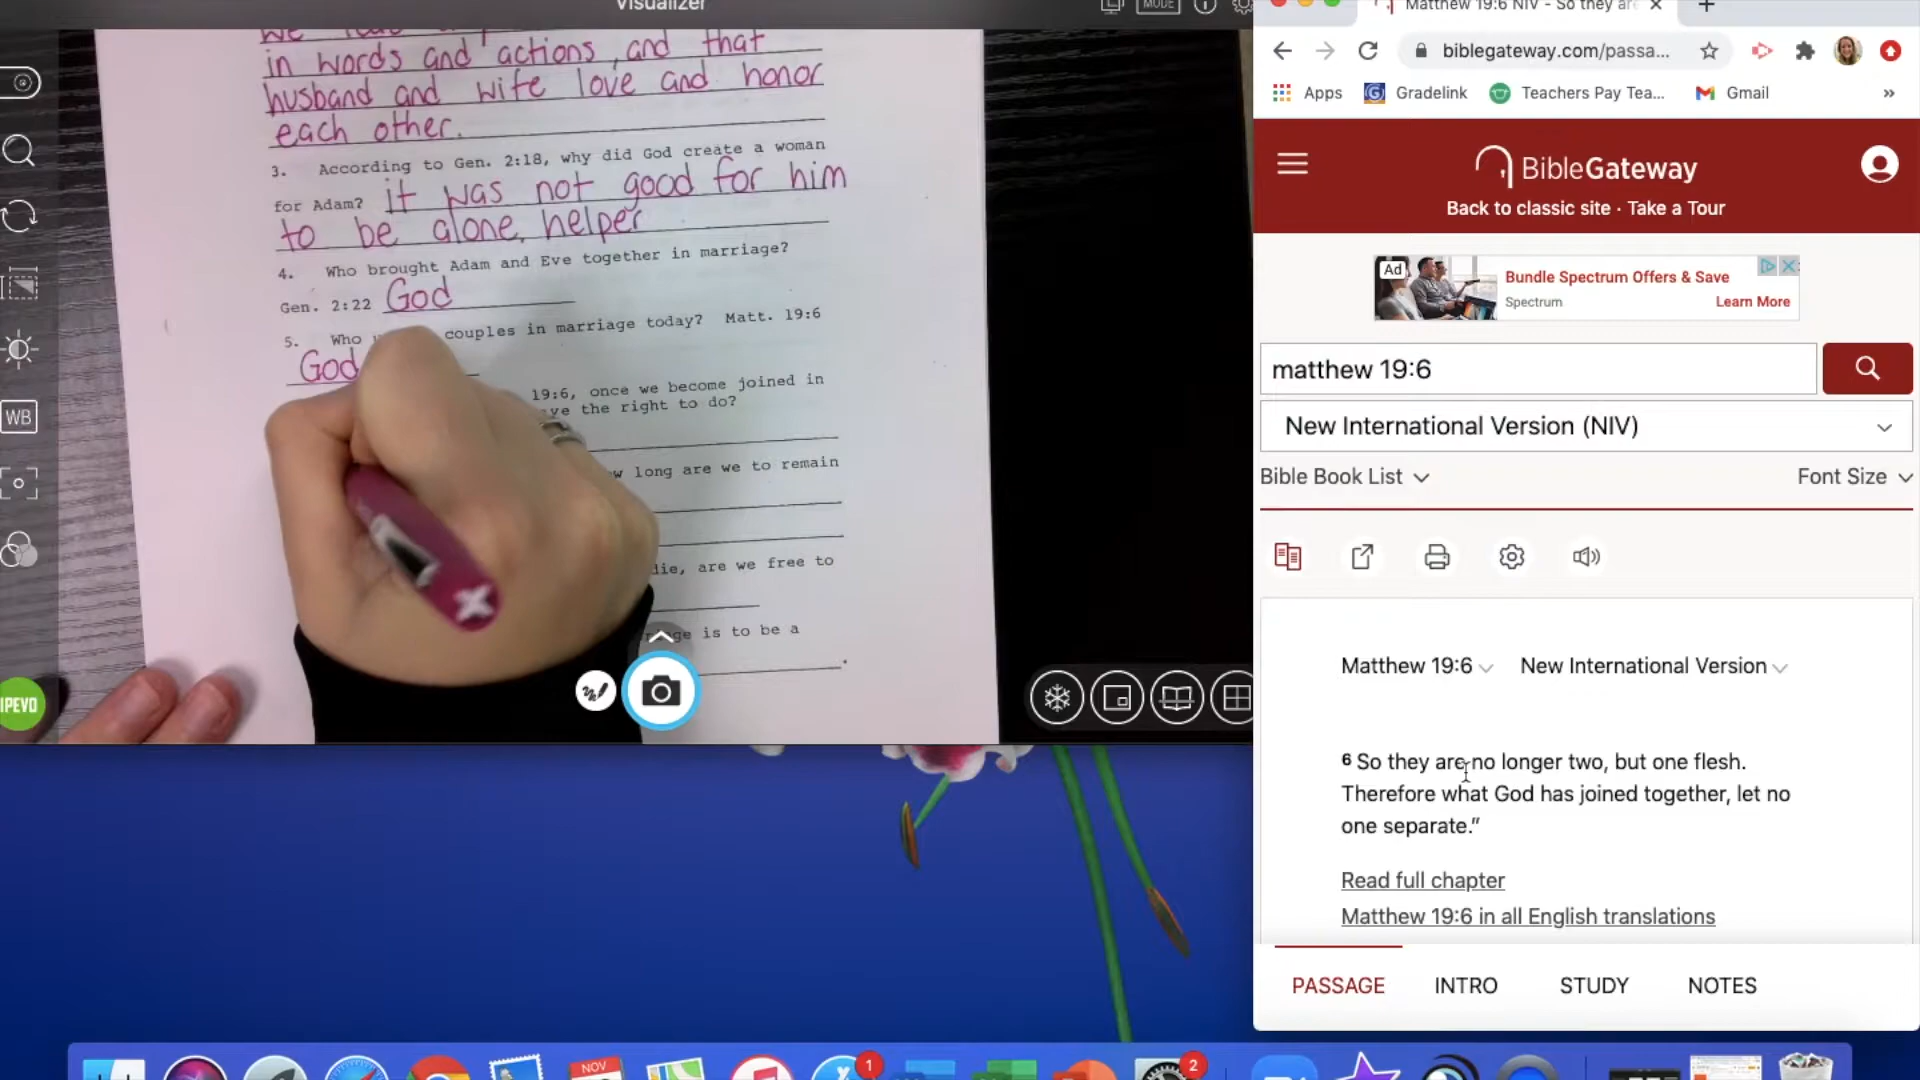 Visualizer
MODE
in words and actions, and that
husband and wife love and honor
each other.
3. According to Gen. 2:18, why did God create a woman
for Adam? it was not good for him
to be alone, helper
4. Who brought Adam and Eve together in marriage?
Gen. 2:22 God
5. Who couples in marriage today? Matt. 19:6
God
19:6, once we become joined in
the right to do?
long are we to remain
die, are we free to
is to be a
WB
IPEVO
Matthew 19:6 NIV - So they are
biblegateway.com/passa...
Apps Gradelink Teachers Pay Tea... Gmail »
BibleGateway
Back to classic site · Take a Tour
Ad
Bundle Spectrum Offers & Save
Spectrum Learn More
matthew 19:6
New International Version (NIV)
Bible Book List Font Size
Matthew 19:6 New International Version
6 So they are no longer two, but one flesh.
Therefore what God has joined together, let no
one separate.”
Read full chapter
Matthew 19:6 in all English translations
PASSAGE INTRO STUDY NOTES
NOV
1
2